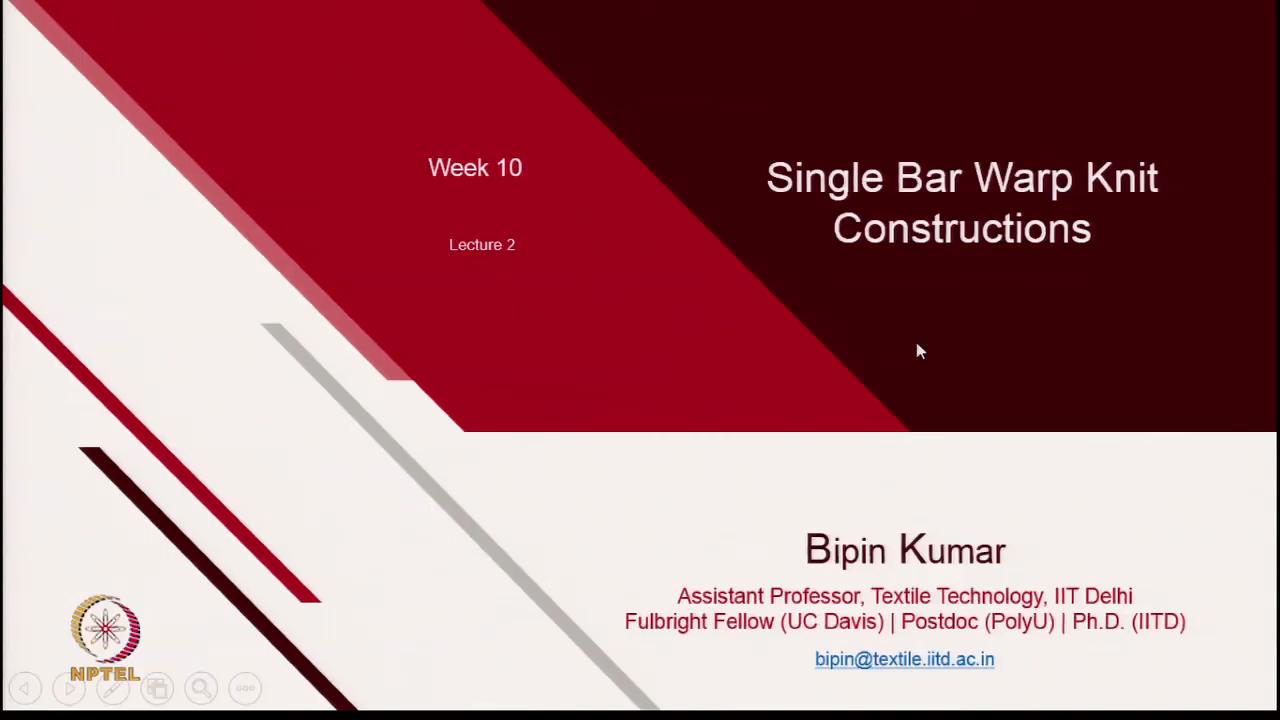 Week 10
Lecture 2
Single Bar Warp Knit
Constructions
Bipin Kumar
Assistant Professor, Textile Technology, IIT Delhi
Fulbright Fellow (UC Davis) | Postdoc (PolyU) | Ph.D. (IITD)
bipin@textile.iitd.ac.in
NPTEL